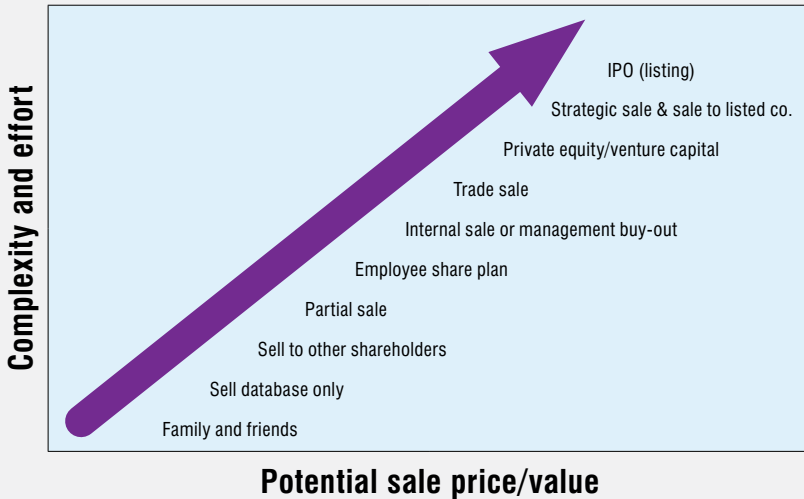 Complexity and effort
IPO (listing)
Strategic sale & sale to listed co.
Private equity/venture capital
Trade sale
Internal sale or management buy-out
Employee share plan
Partial sale
Sell to other shareholders
Sell database only
Family and friends
Potential sale price/value